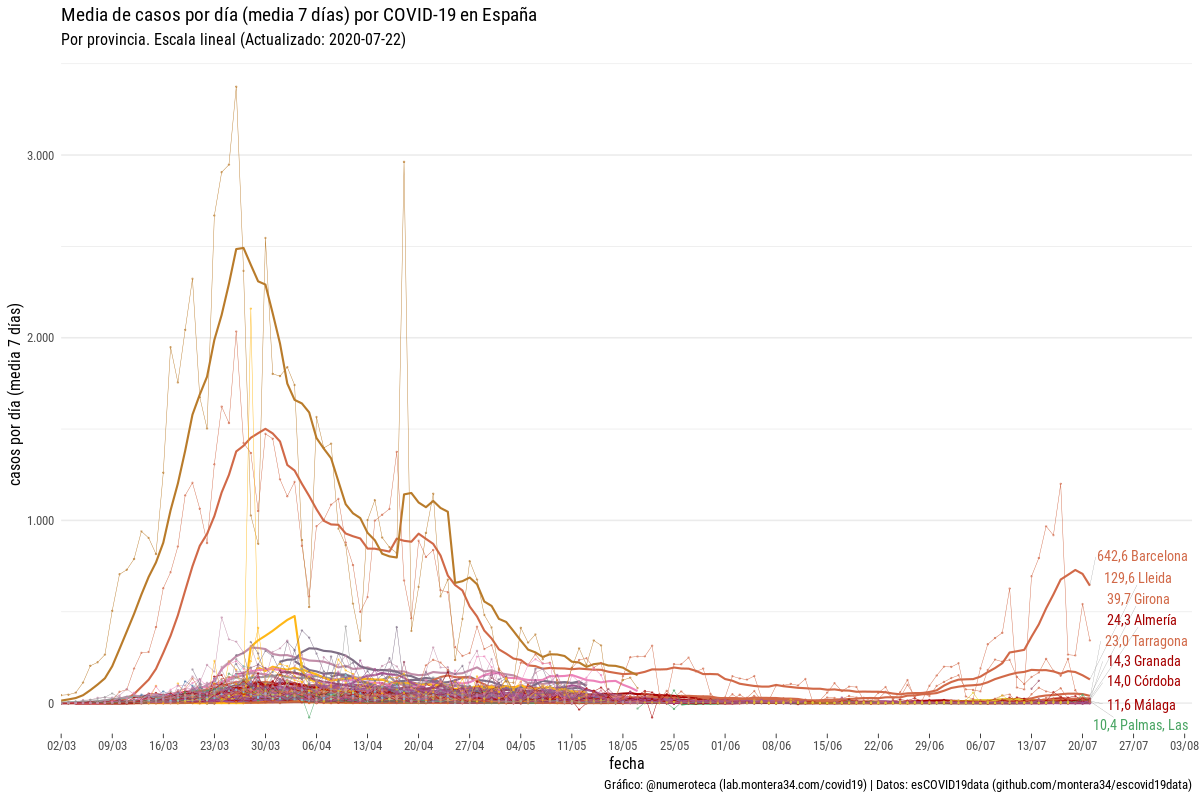 Media de casos por día (media 7 días) por COVID-19 en España
Por provincia. Escala lineal (Actualizado: 2020-07-22)
casos por día (media 7 días)
3.000
2.000
1.000
0
642,6 Barcelona
129,6 Lleida
39,7 Girona
24,3 Almería
23,0 Tarragona
14,3 Granada
14,0 Córdoba
11,6 Málaga
10,4 Palmas, Las
02/03 09/03 16/03 23/03 30/03 06/04 13/04 20/04 27/04 04/05 11/05 18/05 25/05 01/06 08/06 15/06 22/06 29/06 06/07 13/07 20/07 27/07 03/08
fecha
Gráfico: @numeroteca (lab.montera34.com/covid19) | Datos: esCOVID19data (github.com/montera34/escovid19data)